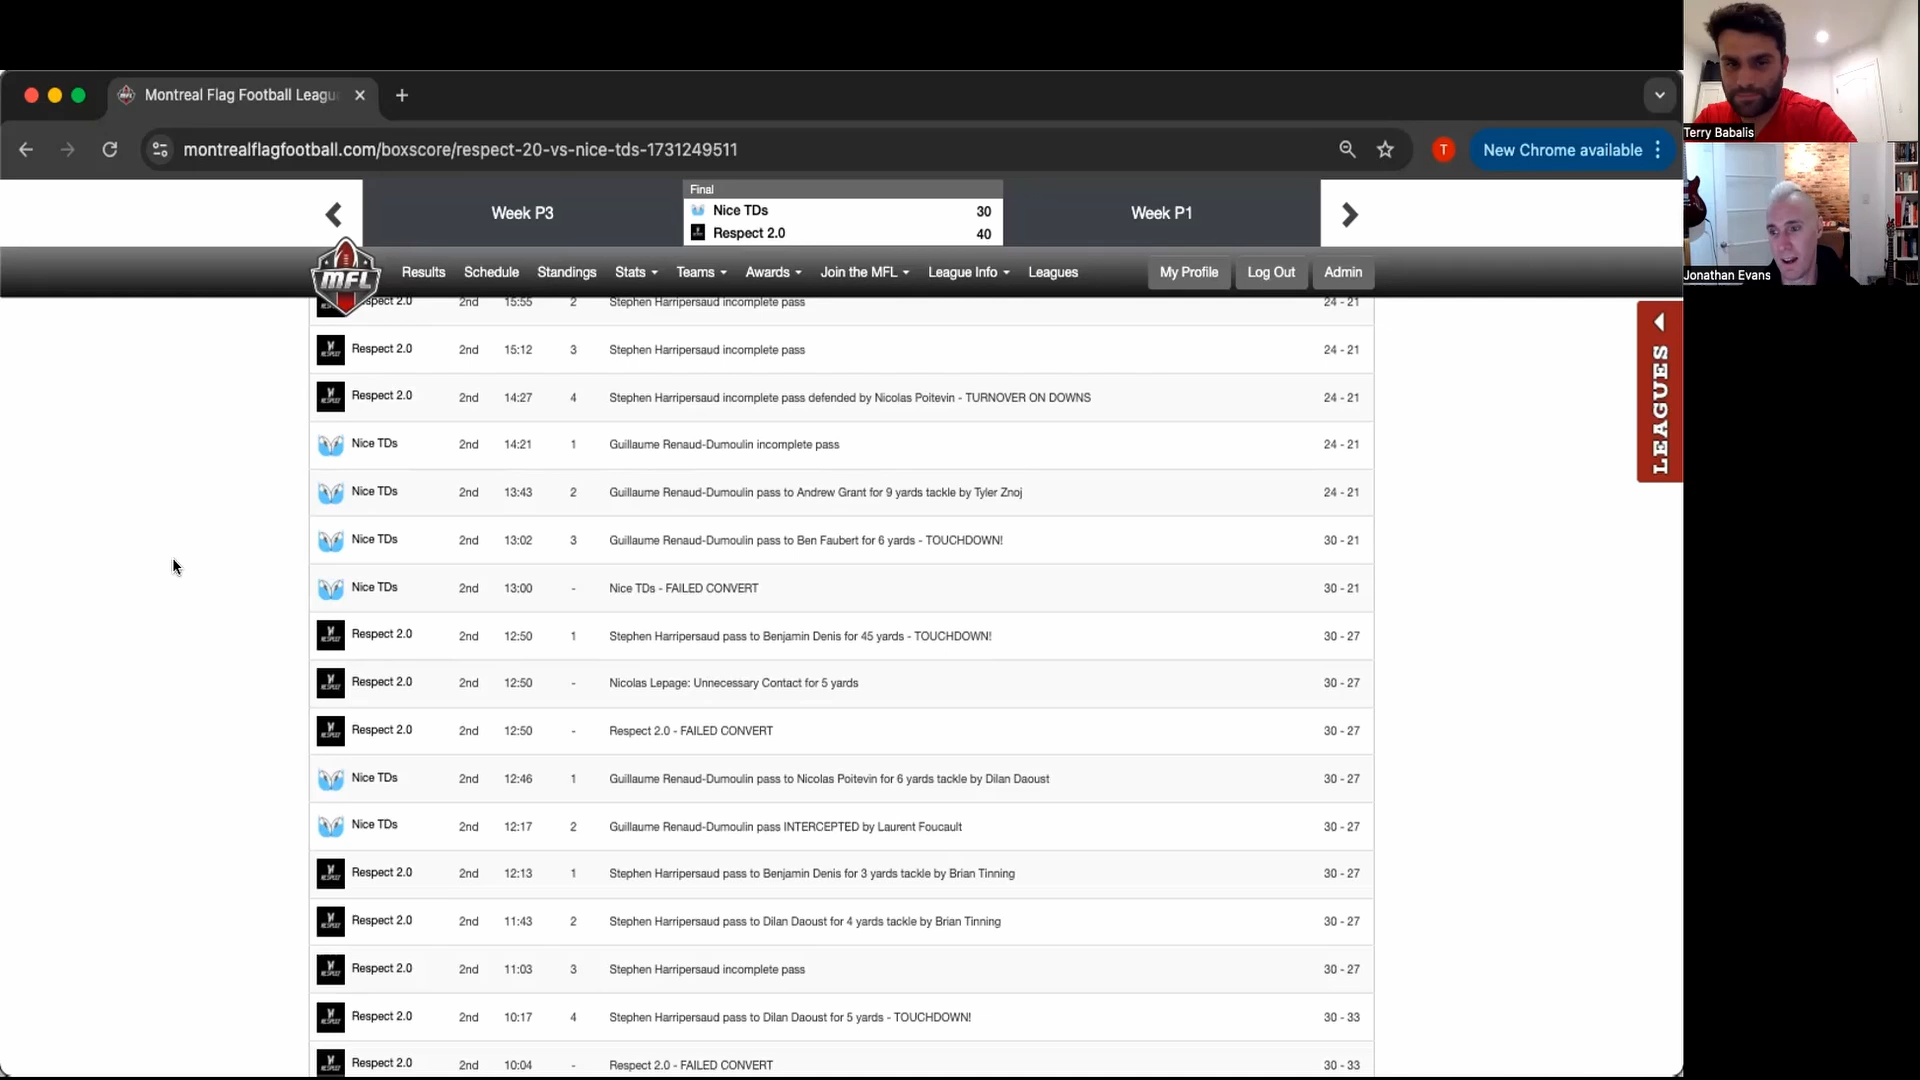 Montreal Flag Football Leagu
montrealflagfootball.com/boxscore/respect-20-vs-nice-tds-1731249511
T
New Chrome available
Terry Babalis
Jonathan Evans
Week P3
Final
Nice TDs 30
Respect 2.0 40
Week P1
MFL
Results Schedule Standings Stats Teams Awards Join the MFL League Info Leagues My Profile Log Out Admin
LEAGUES
Respect 2.0 2nd 15:55 2 Stephen Harripersaud incomplete pass 24 - 21
Respect 2.0 2nd 15:12 3 Stephen Harripersaud incomplete pass 24 - 21
Respect 2.0 2nd 14:27 4 Stephen Harripersaud incomplete pass defended by Nicolas Poitevin - TURNOVER ON DOWNS 24 - 21
Nice TDs 2nd 14:21 1 Guillaume Renaud-Dumoulin incomplete pass 24 - 21
Nice TDs 2nd 13:43 2 Guillaume Renaud-Dumoulin pass to Andrew Grant for 9 yards tackle by Tyler Znoj 24 - 21
Nice TDs 2nd 13:02 3 Guillaume Renaud-Dumoulin pass to Ben Faubert for 6 yards - TOUCHDOWN! 30 - 21
Nice TDs 2nd 13:00 - Nice TDs - FAILED CONVERT 30 - 21
Respect 2.0 2nd 12:50 1 Stephen Harripersaud pass to Benjamin Denis for 45 yards - TOUCHDOWN! 30 - 27
Respect 2.0 2nd 12:50 - Nicolas Lepage: Unnecessary Contact for 5 yards 30 - 27
Respect 2.0 2nd 12:50 - Respect 2.0 - FAILED CONVERT 30 - 27
Nice TDs 2nd 12:46 1 Guillaume Renaud-Dumoulin pass to Nicolas Poitevin for 6 yards tackle by Dilan Daoust 30 - 27
Nice TDs 2nd 12:17 2 Guillaume Renaud-Dumoulin pass INTERCEPTED by Laurent Foucault 30 - 27
Respect 2.0 2nd 12:13 1 Stephen Harripersaud pass to Benjamin Denis for 3 yards tackle by Brian Tinning 30 - 27
Respect 2.0 2nd 11:43 2 Stephen Harripersaud pass to Dilan Daoust for 4 yards tackle by Brian Tinning 30 - 27
Respect 2.0 2nd 11:03 3 Stephen Harripersaud incomplete pass 30 - 27
Respect 2.0 2nd 10:17 4 Stephen Harripersaud pass to Dilan Daoust for 5 yards - TOUCHDOWN! 30 - 33
Respect 2.0 2nd 10:04 - Respect 2.0 - FAILED CONVERT 30 - 33